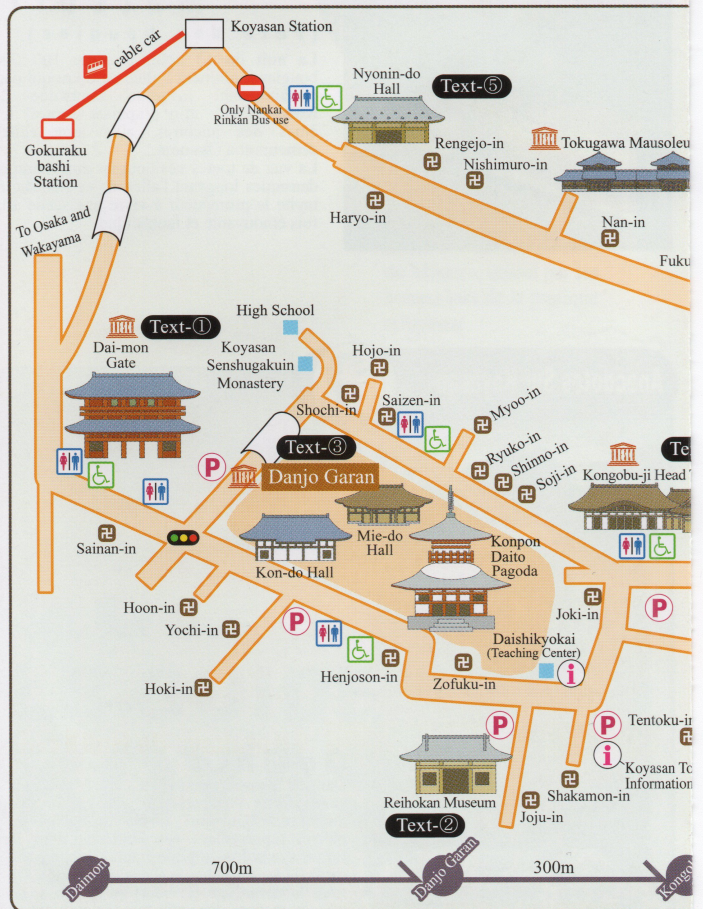 Koyasan Station
cable car
Only Nankai
Rinkan Bus use
Nyonin-do
Hall
Text-⑤
Gokuraku
bashi
Station
Rengejo-in
Nishimuro-in
Tokugawa Mausoleu
Haryo-in
Nan-in
Fuku
To Osaka and
Wakayama
Text-①
Dai-mon
Gate
High School
Koyasan
Senshugakuin
Monastery
Hojo-in
Shochi-in
Saizen-in
Myoo-in
Ryuko-in
Shinno-in
Soji-in
Te
Kongobu-ji Head T
P
Text-③
Danjo Garan
Mie-do
Hall
Kon-do Hall
Konpon
Daito
Pagoda
Sainan-in
Hoon-in
Yochi-in
Hoki-in
P
Henjoson-in
Zofuku-in
Daishikyokai
(Teaching Center)
i
Joki-in
P
P
P
i
Tentoku-in
Koyasan To
Information
Shakamon-in
Joju-in
Reihokan Museum
Text-②
Daimon
700m
Danjo Garan
300m
Kongo